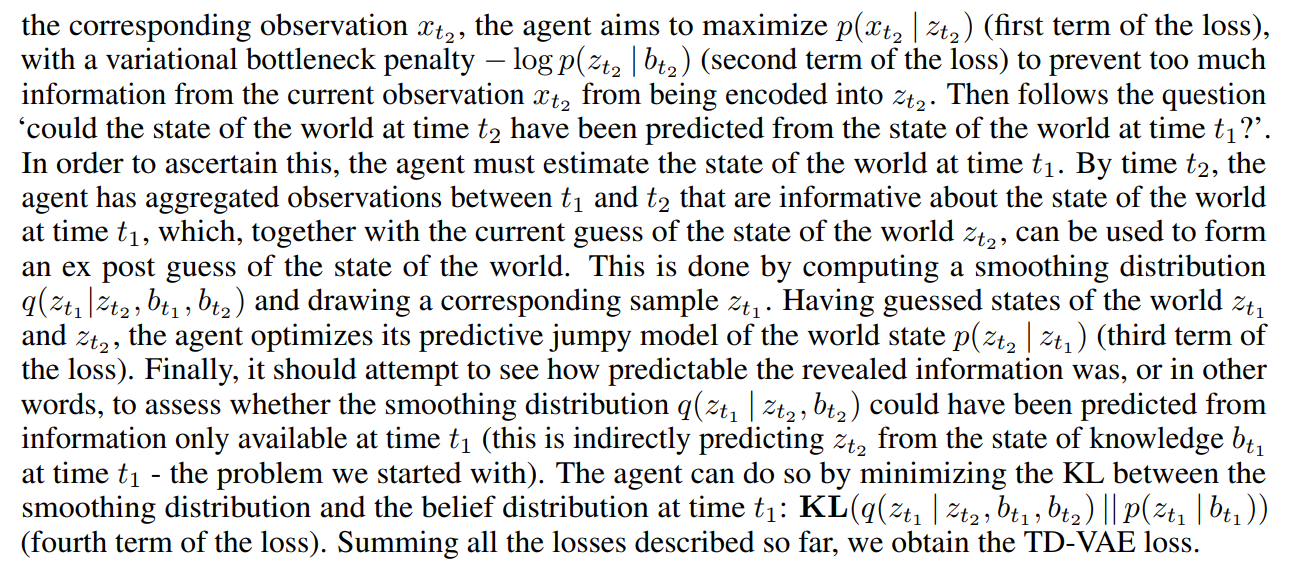 the corresponding observation x_{t_2}, the agent aims to maximize p(x_{t_2} | z_{t_2}) (first term of the loss),
with a variational bottleneck penalty − log p(z_{t_2} | b_{t_2}) (second term of the loss) to prevent too much
information from the current observation x_{t_2} from being encoded into z_{t_2}. Then follows the question
‘could the state of the world at time t_2 have been predicted from the state of the world at time t_1?’.
In order to ascertain this, the agent must estimate the state of the world at time t_1. By time t_2, the
agent has aggregated observations between t_1 and t_2 that are informative about the state of the world
at time t_1, which, together with the current guess of the state of the world z_{t_2}, can be used to form
an ex post guess of the state of the world. This is done by computing a smoothing distribution
q(z_{t_1}|z_{t_2}, b_{t_1}, b_{t_2}) and drawing a corresponding sample z_{t_1}. Having guessed states of the world z_{t_1}
and z_{t_2}, the agent optimizes its predictive jumpy model of the world state p(z_{t_2} | z_{t_1}) (third term of
the loss). Finally, it should attempt to see how predictable the revealed information was, or in other
words, to assess whether the smoothing distribution q(z_{t_1} | z_{t_2}, b_{t_2}) could have been predicted from
information only available at time t_1 (this is indirectly predicting z_{t_2} from the state of knowledge b_{t_1}
at time t_1 - the problem we started with). The agent can do so by minimizing the KL between the
smoothing distribution and the belief distribution at time t_1: KL(q(z_{t_1} | z_{t_2}, b_{t_1}, b_{t_2}) || p(z_{t_1} | b_{t_1}))
(fourth term of the loss). Summing all the losses described so far, we obtain the TD-VAE loss.